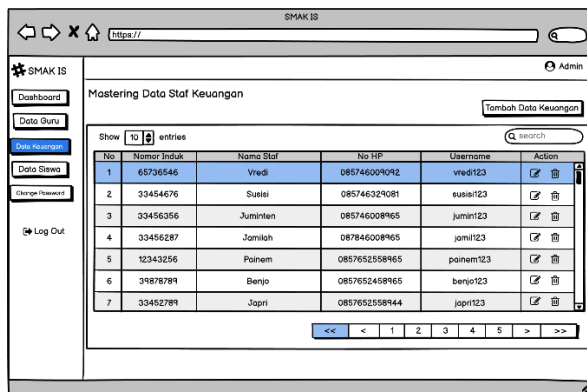 SMAK IS
https://
SMAK IS
Admin
Dashboard
Data Guru
Data Keuangan
Data Siswa
Change Password
Log Out
Mastering Data Staf Keuangan
Tambah Data Keuangan
Show 10 entries
search
No Nomor Induk Nama Staf No HP Username Action
1 65736546 Vredi 085746009092 vredi123
2 33454676 Susisi 085746329081 susisi123
3 33456356 Juminten 085746008965 jumin123
4 33456287 Jamilah 087846008965 jamil123
5 12343256 Painem 0857652558965 painem123
6 39878789 Benjo 0857652458965 benjo123
7 33452789 Japri 0857652558944 japri123
<< < 1 2 3 4 5 > >>